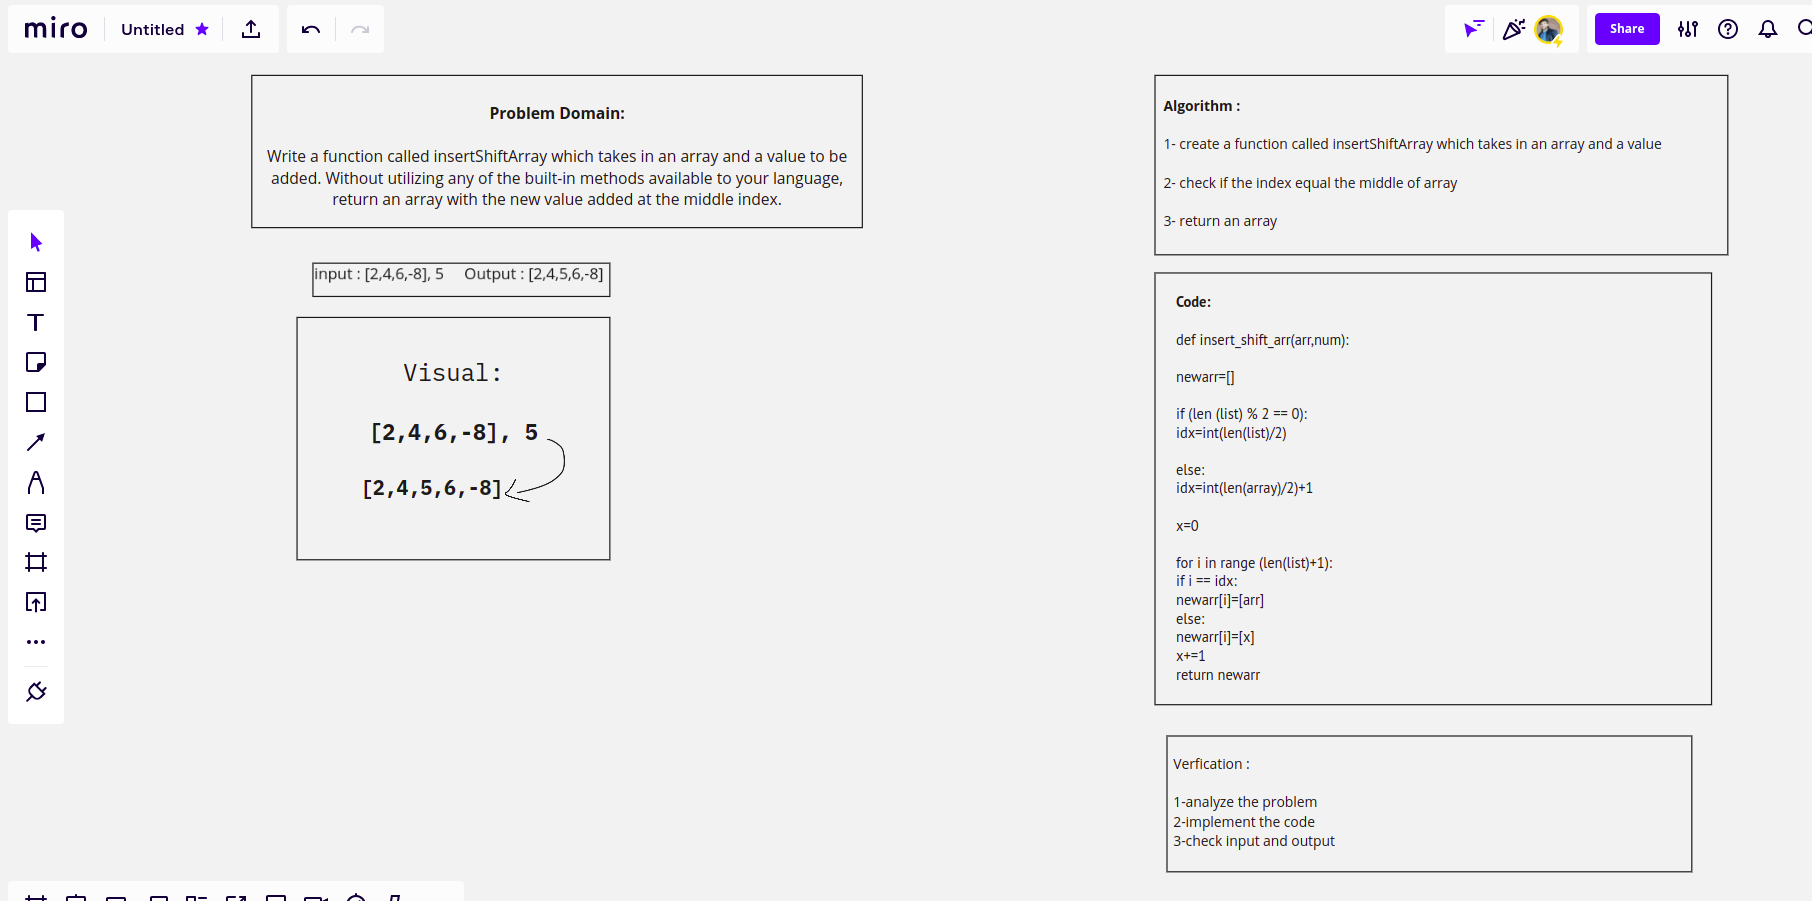 miro
Untitled
Share
Problem Domain:
Write a function called insertShiftArray which takes in an array and a value to be
added. Without utilizing any of the built-in methods available to your language,
return an array with the new value added at the middle index.
input : [2,4,6,-8], 5 Output : [2,4,5,6,-8]
Visual:
[2,4,6,-8], 5
[2,4,5,6,-8]
Algorithm :
1- create a function called insertShiftArray which takes in an array and a value
2- check if the index equal the middle of array
3- return an array
Code:
def insert_shift_arr(arr,num):
newarr=[]
if (len (list) % 2 == 0):
idx=int(len(list)/2)
else:
idx=int(len(array)/2)+1
x=0
for i in range (len(list)+1):
if i == idx:
newarr[i]=[arr]
else:
newarr[i]=[x]
x+=1
return newarr
Verfication :
1-analyze the problem
2-implement the code
3-check input and output